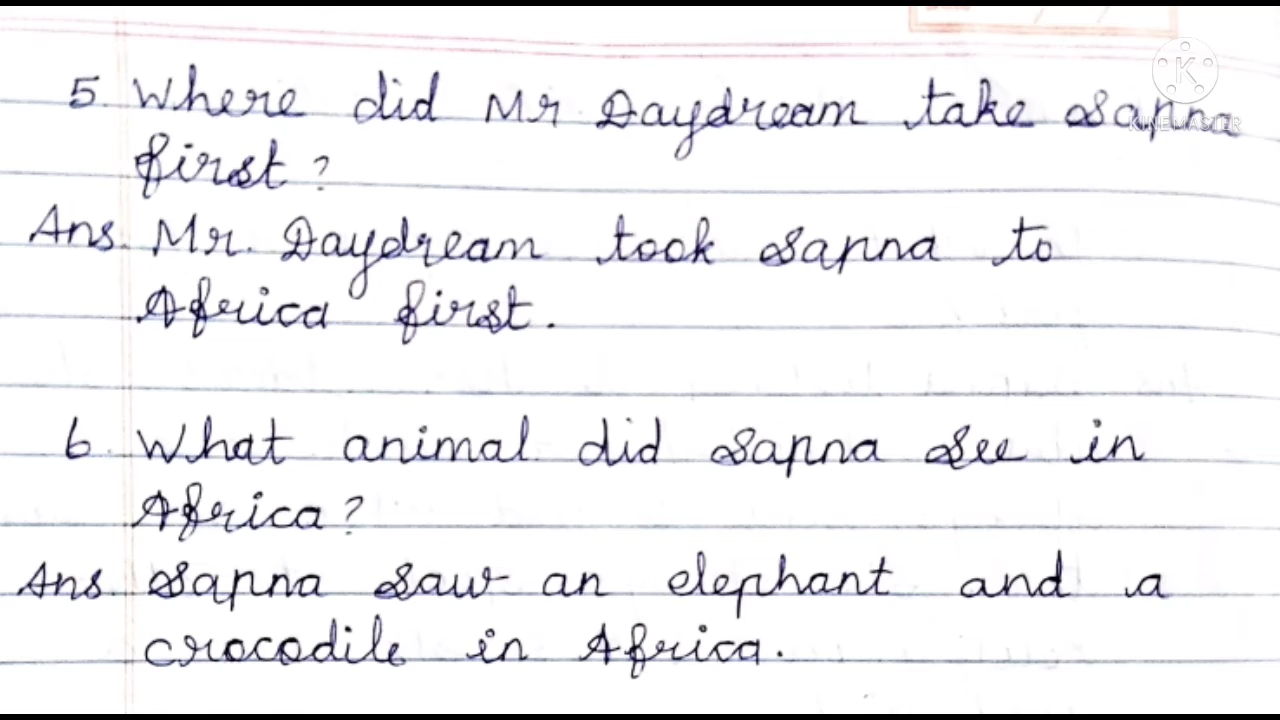 K
KINEMASTER
5. Where did Mr Daydream take Sapna
first?
Ans. Mr. Daydream took Sapna to
Africa first.
6. What animal did Sapna See in
Africa?
Ans. Sapna Saw an elephant and a
crocodile in Africa.